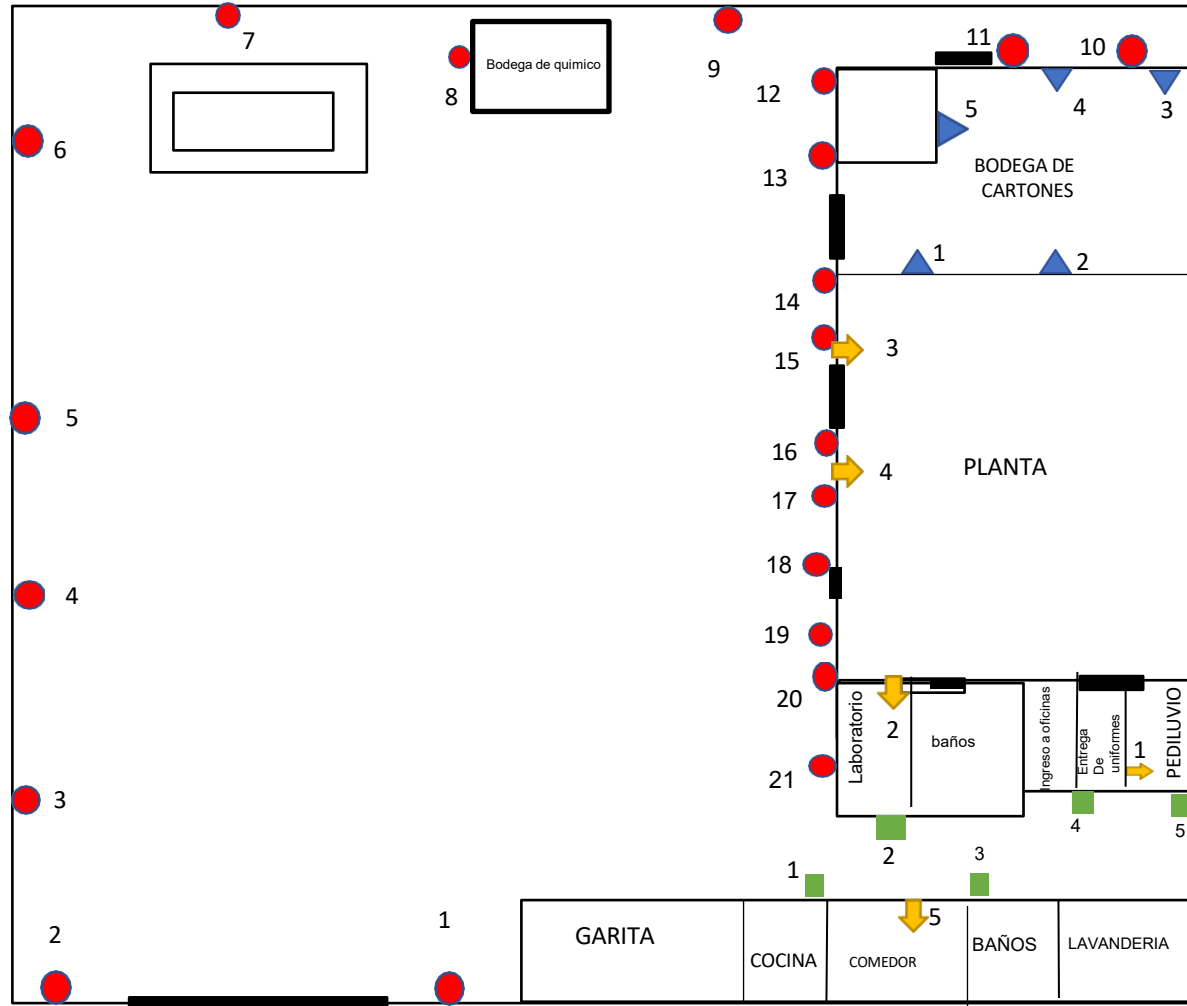 7
Bodega de quimico
8
9
11
10
12
5
4
3
6
13
BODEGA DE
CARTONES
1
2
14
15
3
5
16
4
PLANTA
17
18
4
19
20
Laboratorio
2
baños
Ingreso a oficinas
Entrega
De
uniformes
1
PEDILUVIO
21
3
4
5
2
3
1
2
1
GARITA
5
COCINA
COMEDOR
BAÑOS
LAVANDERIA